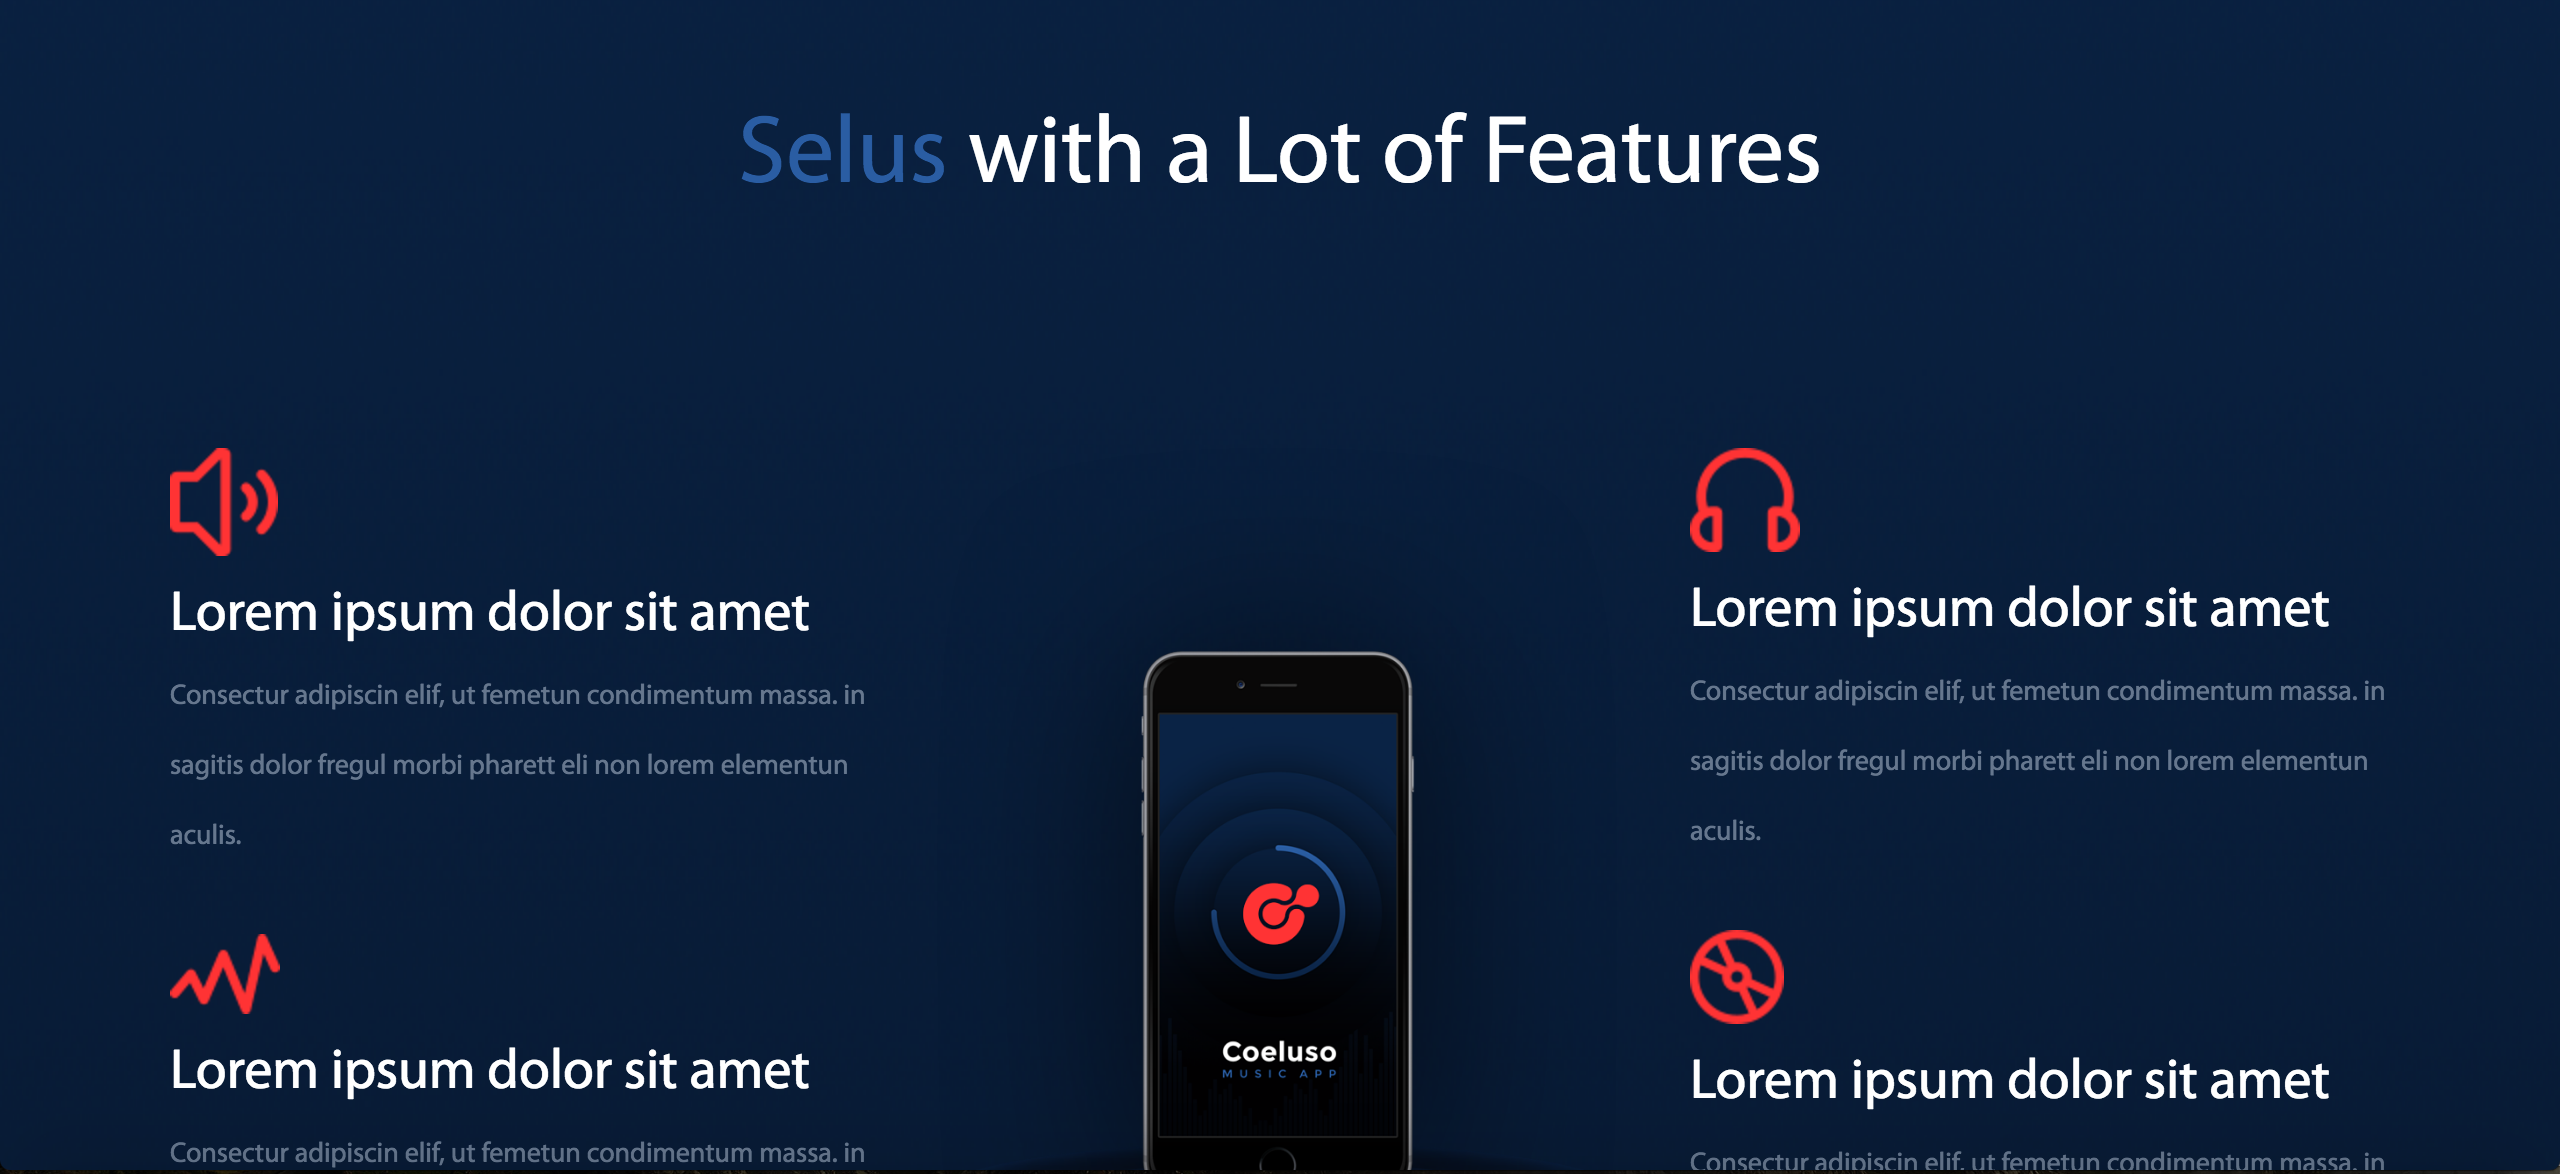 Selus with a Lot of Features
Lorem ipsum dolor sit amet
Consectur adipiscin elif, ut femetun condimentum massa. in
sagitis dolor fregul morbi pharett eli non lorem elementun
aculis.
Lorem ipsum dolor sit amet
Consectur adipiscin elif, ut femetun condimentum massa. in
Coeluso
MUSIC APP
Lorem ipsum dolor sit amet
Consectur adipiscin elif, ut femetun condimentum massa. in
sagitis dolor fregul morbi pharett eli non lorem elementun
aculis.
Lorem ipsum dolor sit amet
Consectur adipiscin elif, ut femetun condimentum massa. in